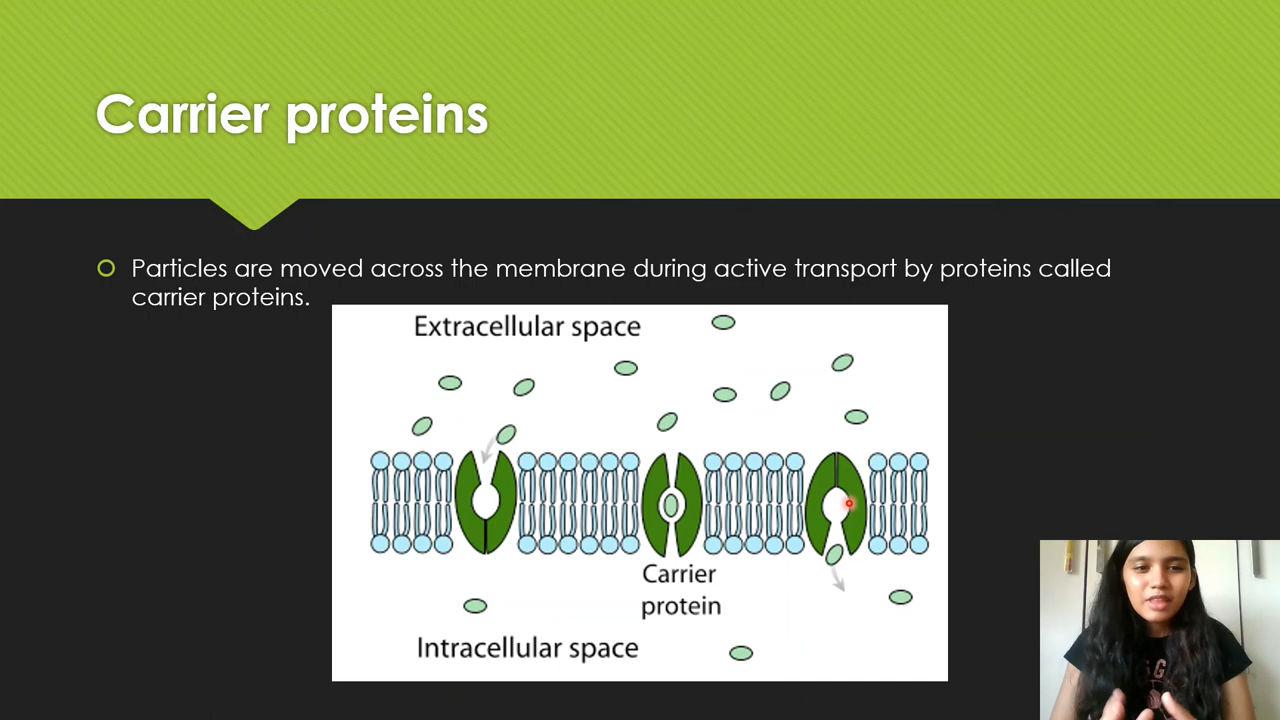 Carrier proteins
Particles are moved across the membrane during active transport by proteins called
carrier proteins.
Extracellular space
Carrier
protein
Intracellular space